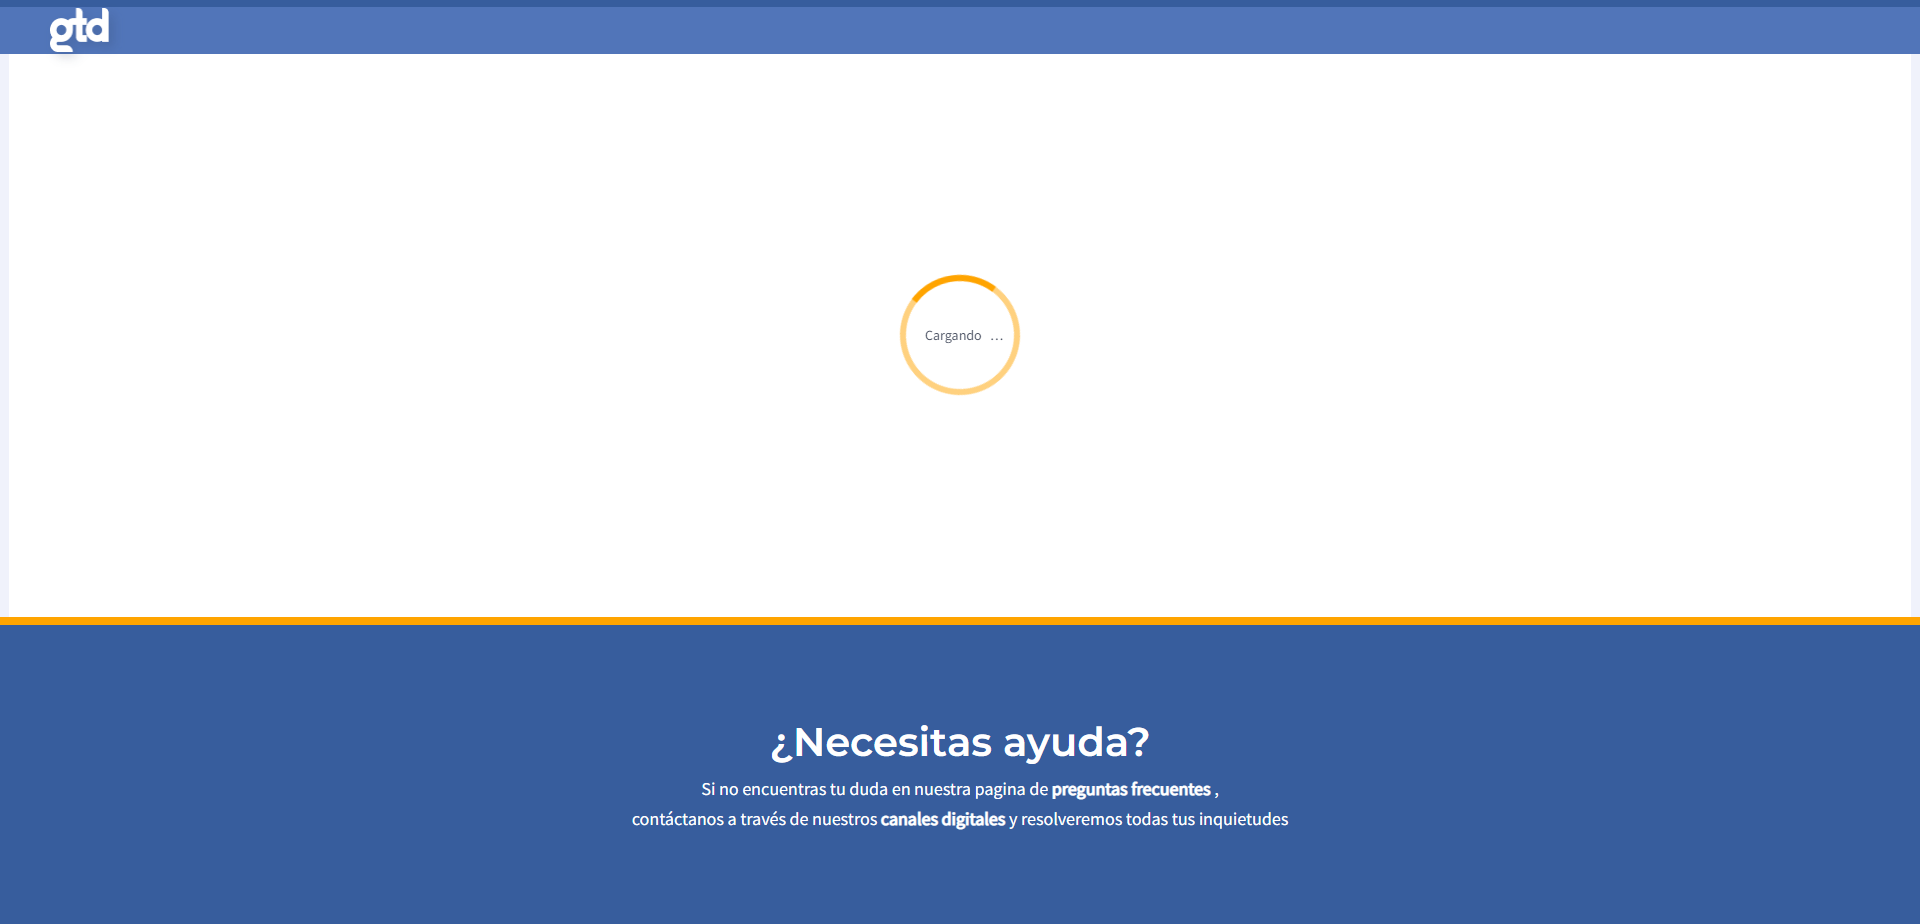 gtd
Cargando ...
¿Necesitas ayuda?
Si no encuentras tu duda en nuestra pagina de preguntas frecuentes ,
contáctanos a través de nuestros canales digitales y resolveremos todas tus inquietudes